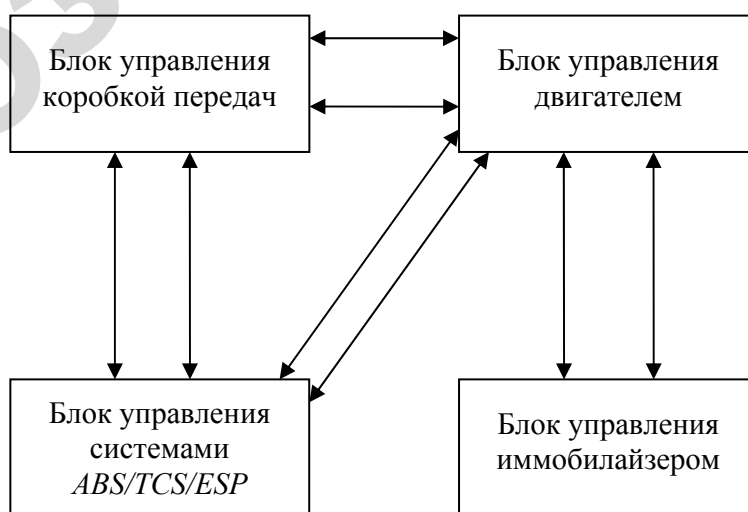 Блок управления
коробкой передач
Блок управления
двигателем
Блок управления
системами
ABS/TCS/ESP
Блок управления
иммобилайзером